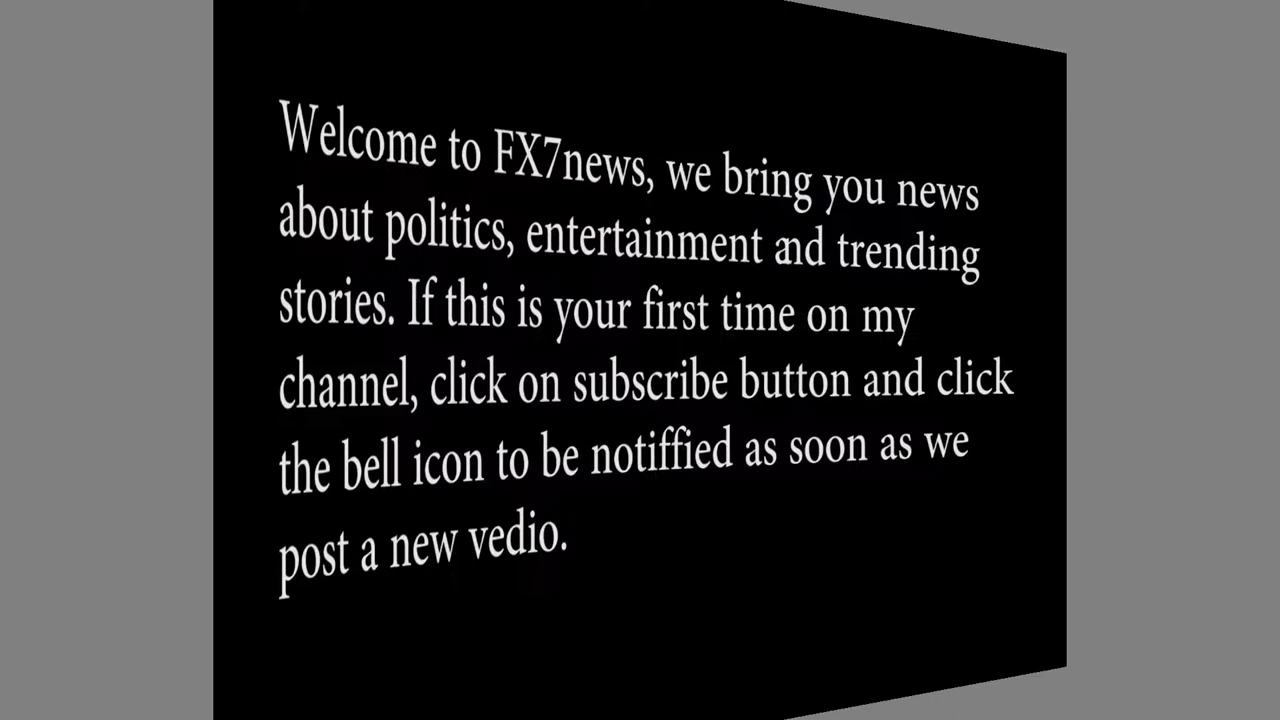 Welcome to FX7news, we bring you news
about politics, entertainment and trending
stories. If this is your first time on my
channel, click on subscribe button and click
the bell icon to be notiffied as soon as we
post a new vedio.